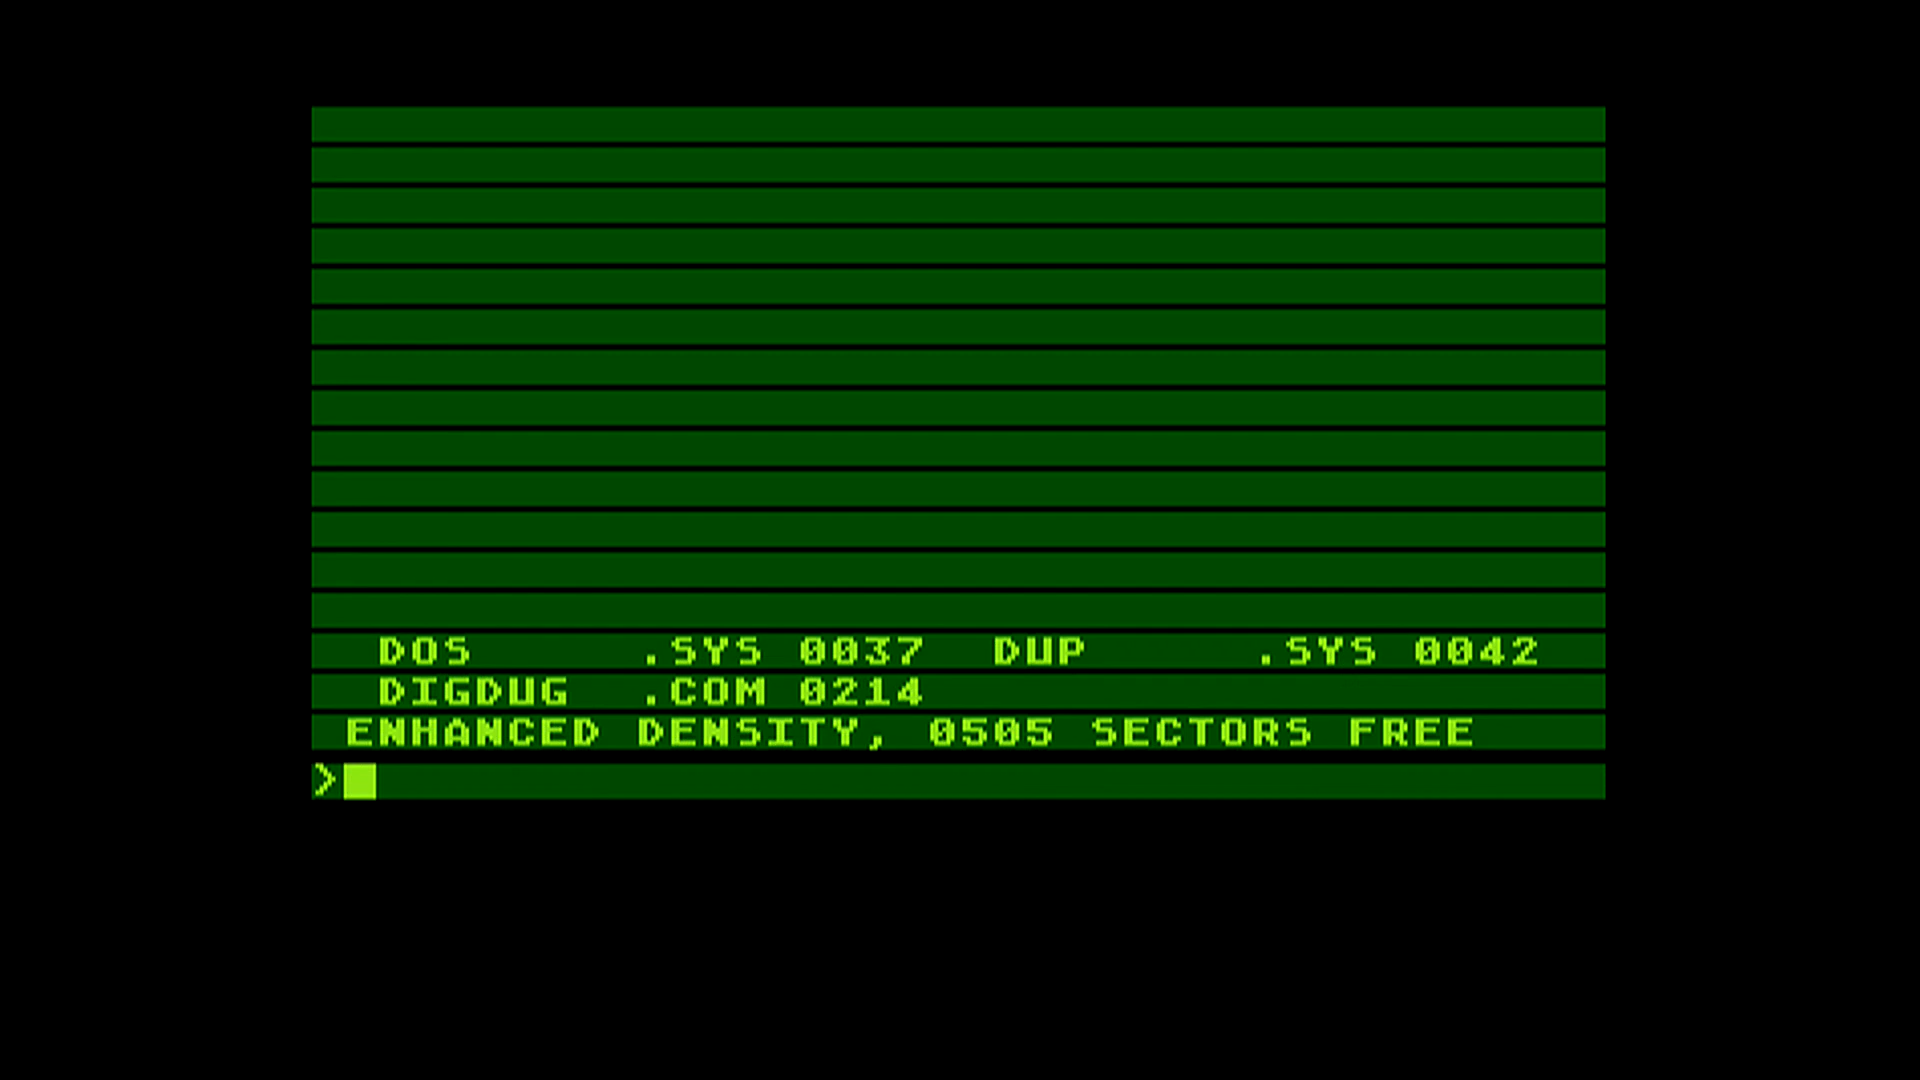 DOS     .SYS 0037  DUP     .SYS 0042
DIGDUG  .COM 0214
ENHANCED DENSITY, 0505 SECTORS FREE
>